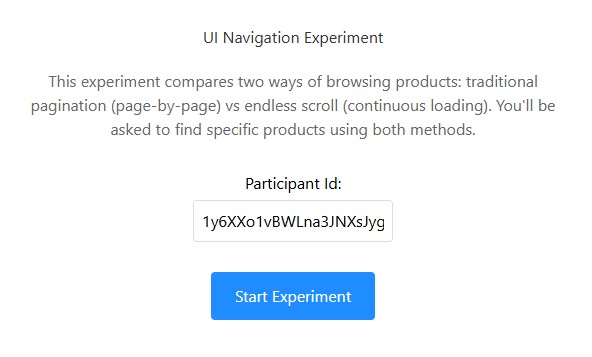 UI Navigation Experiment
This experiment compares two ways of browsing products: traditional
pagination (page-by-page) vs endless scroll (continuous loading). You'll be
asked to find specific products using both methods.
Participant Id:
1y6XXo1vBWLna3JNXsJyg
Start Experiment